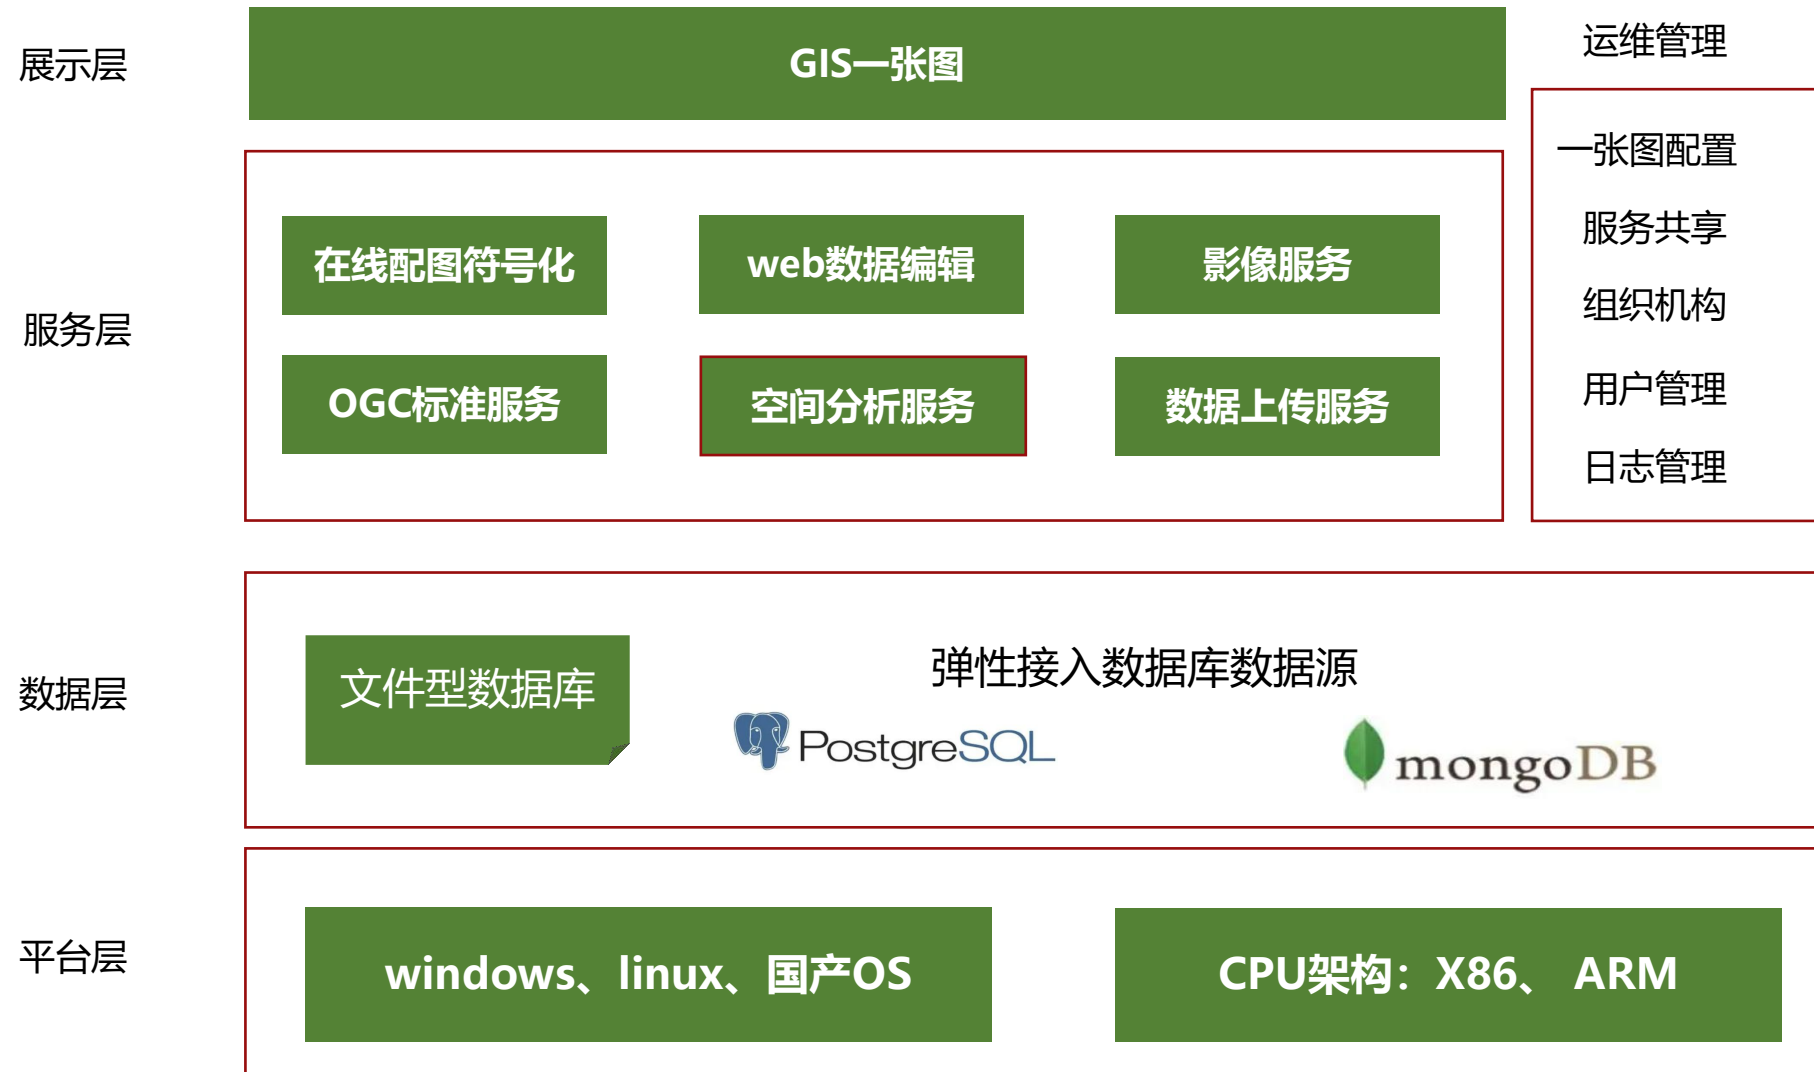 展示层
GIS一张图
运维管理
一张图配置
服务共享
组织机构
用户管理
日志管理
服务层
在线配图符号化
web数据编辑
影像服务
OGC标准服务
空间分析服务
数据上传服务
数据层
文件型数据库
弹性接入数据库数据源
PostgreSQL
mongoDB
平台层
windows、linux、国产OS
CPU架构：X86、 ARM